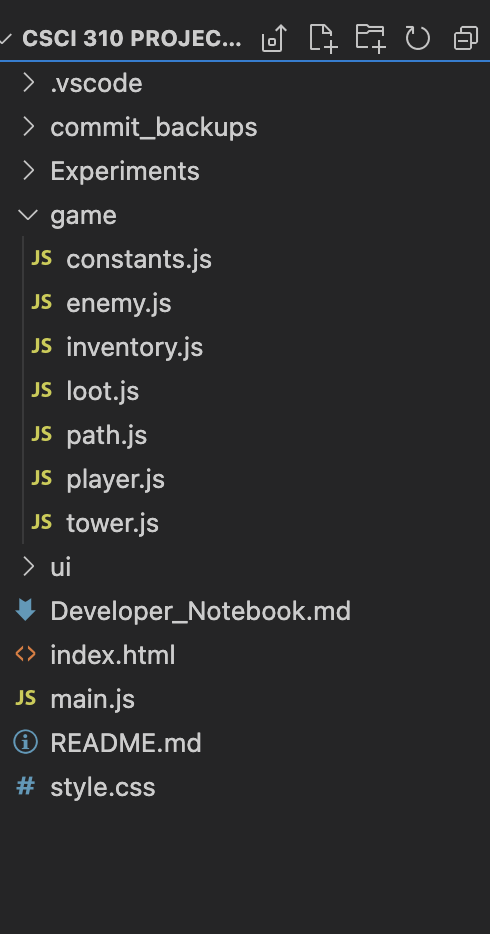 CSCI 310 PROJEC...
.vscode
commit_backups
Experiments
game
JS constants.js
JS enemy.js
JS inventory.js
JS loot.js
JS path.js
JS player.js
JS tower.js
ui
Developer_Notebook.md
<> index.html
JS main.js
README.md
# style.css